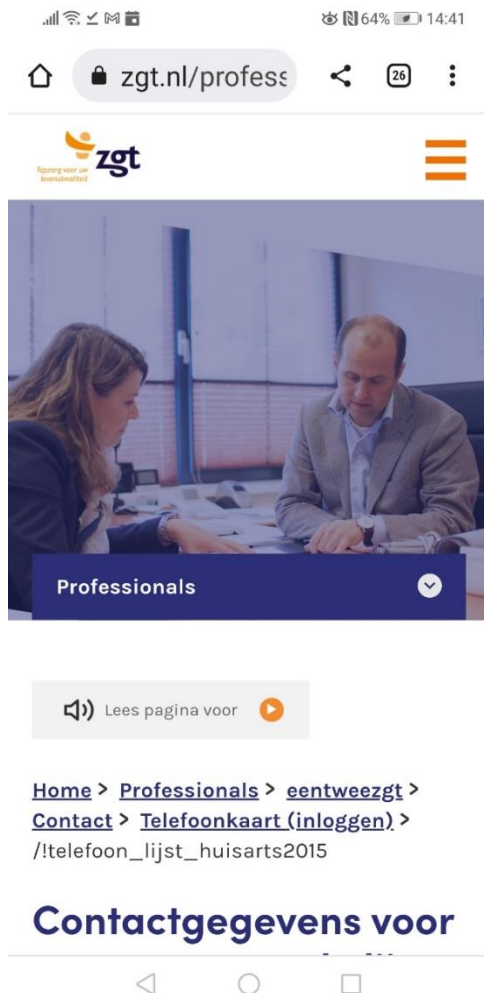 64% 14:41
zgt.nl/profess
26
zgt
Topzorg voor uw
levenskwaliteit
Professionals
Lees pagina voor
Home > Professionals > eentweezgt >
Contact > Telefoonkaart (inloggen) >
/!telefoon_lijst_huisarts2015
Contactgegevens voor